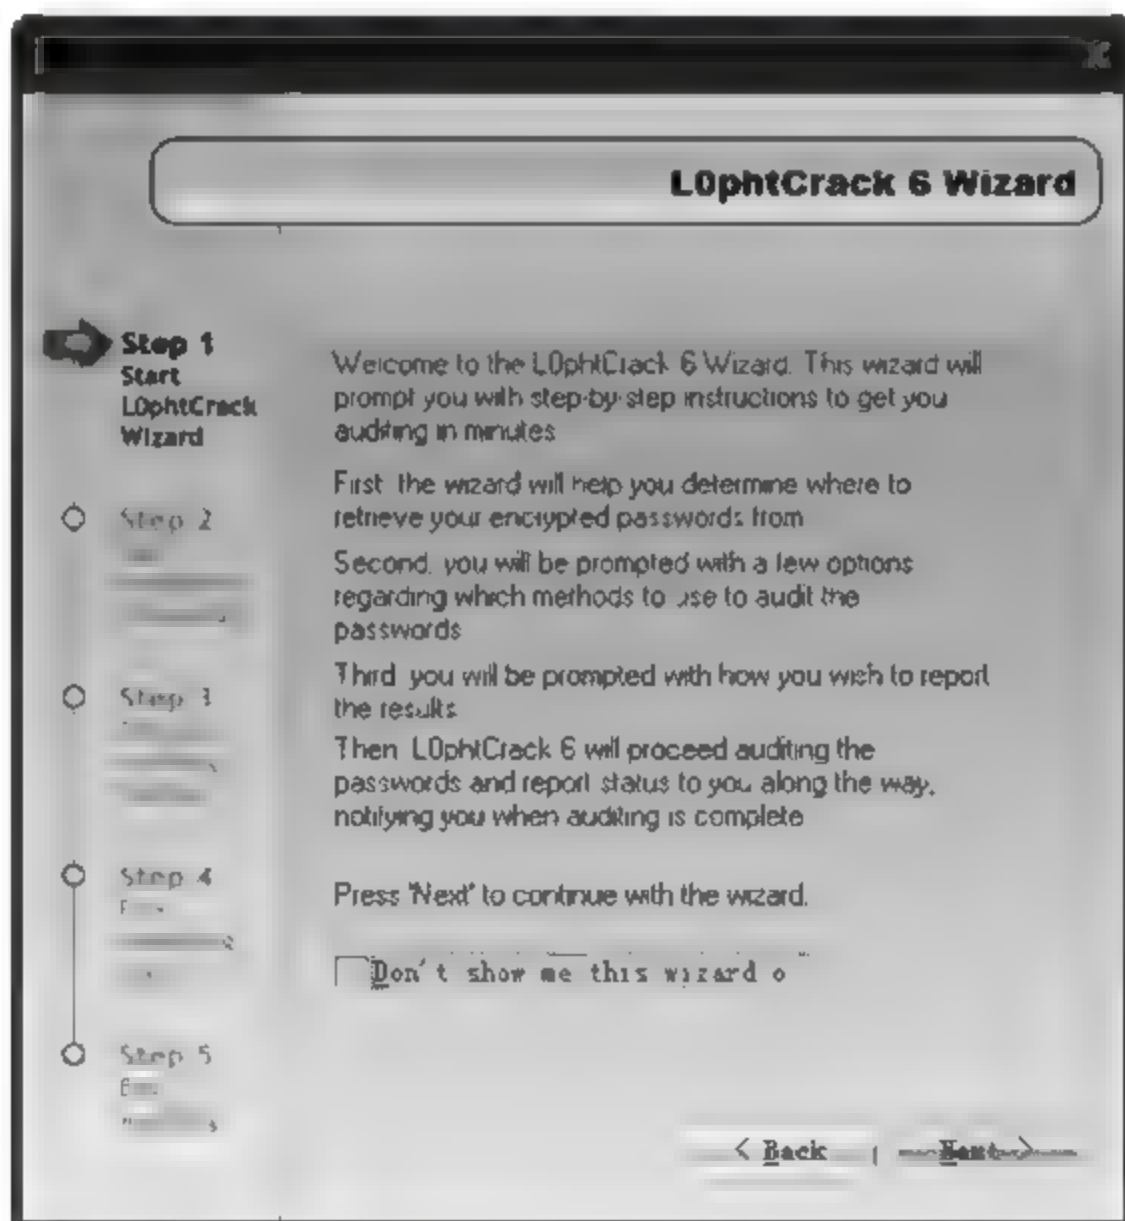 L0phtCrack 6 Wizard
Step 1
Start
L0phtCrack
Wizard
Step 2
Step 3
Step 4
Step 5
Welcome to the L0phtCrack 6 Wizard. This wizard will
prompt you with step-by-step instructions to get you
auditing in minutes
First the wizard will help you determine where to
retrieve your encrypted passwords from
Second, you will be prompted with a few options
regarding which methods to use to audit the
passwords
Third you will be prompted with how you wish to report
the results
Then L0phtCrack 6 will proceed auditing the
passwords and report status to you along the way,
notifying you when auditing is complete
Press 'Next' to continue with the wizard.
Don't show me this wizard o
< Back
Next >